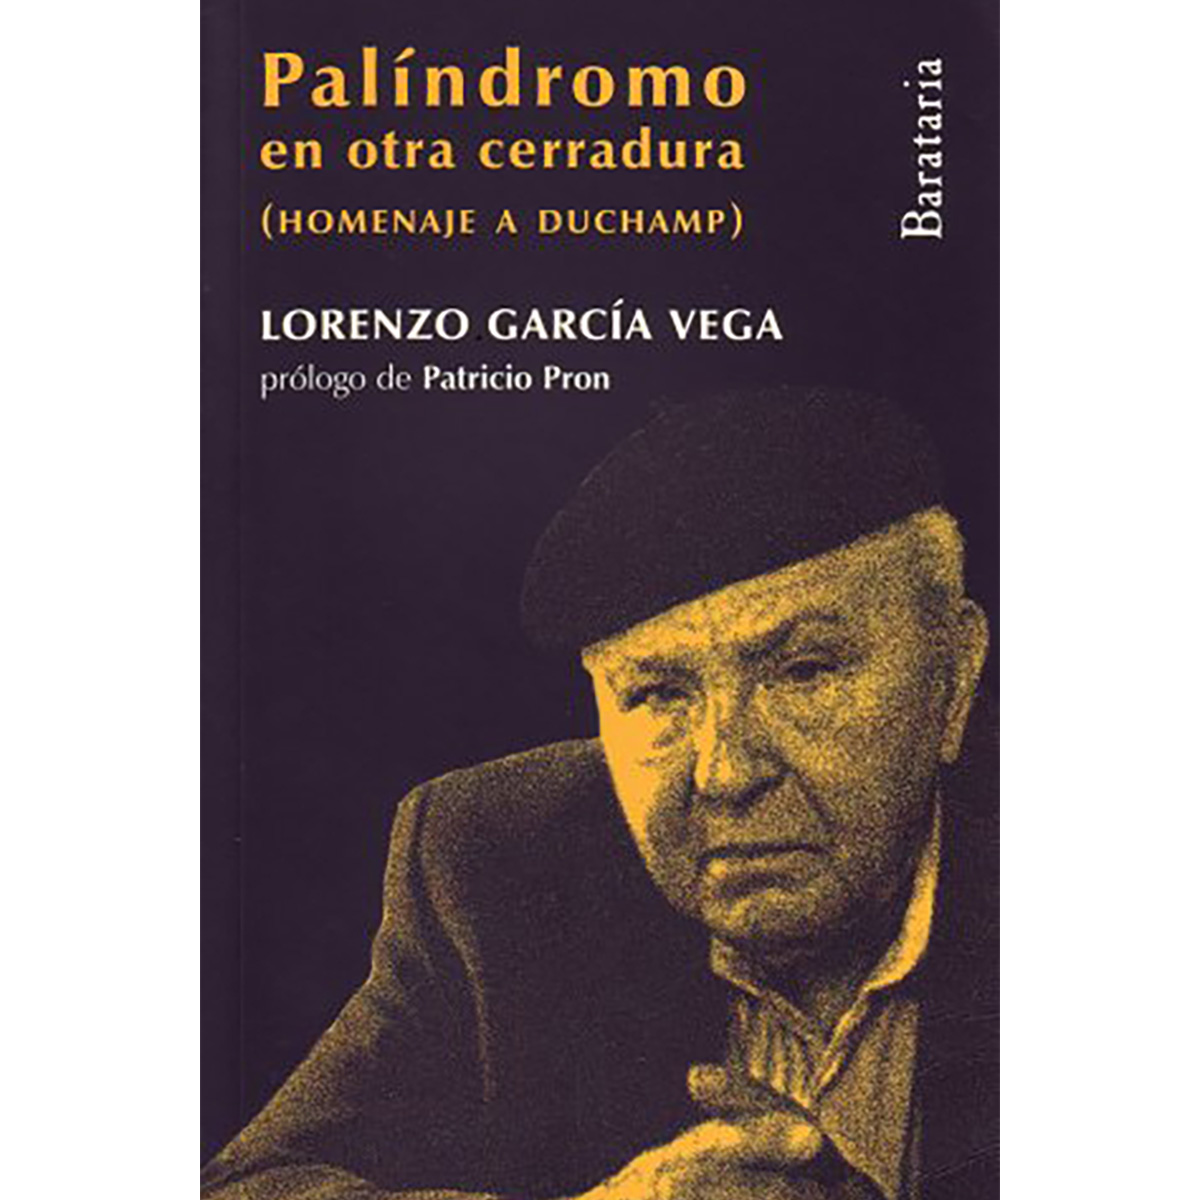 Palíndromo
en otra cerradura
(HOMENAJE A DUCHAMP)
LORENZO GARCÍA VEGA
prólogo de Patricio Pron
Barataria